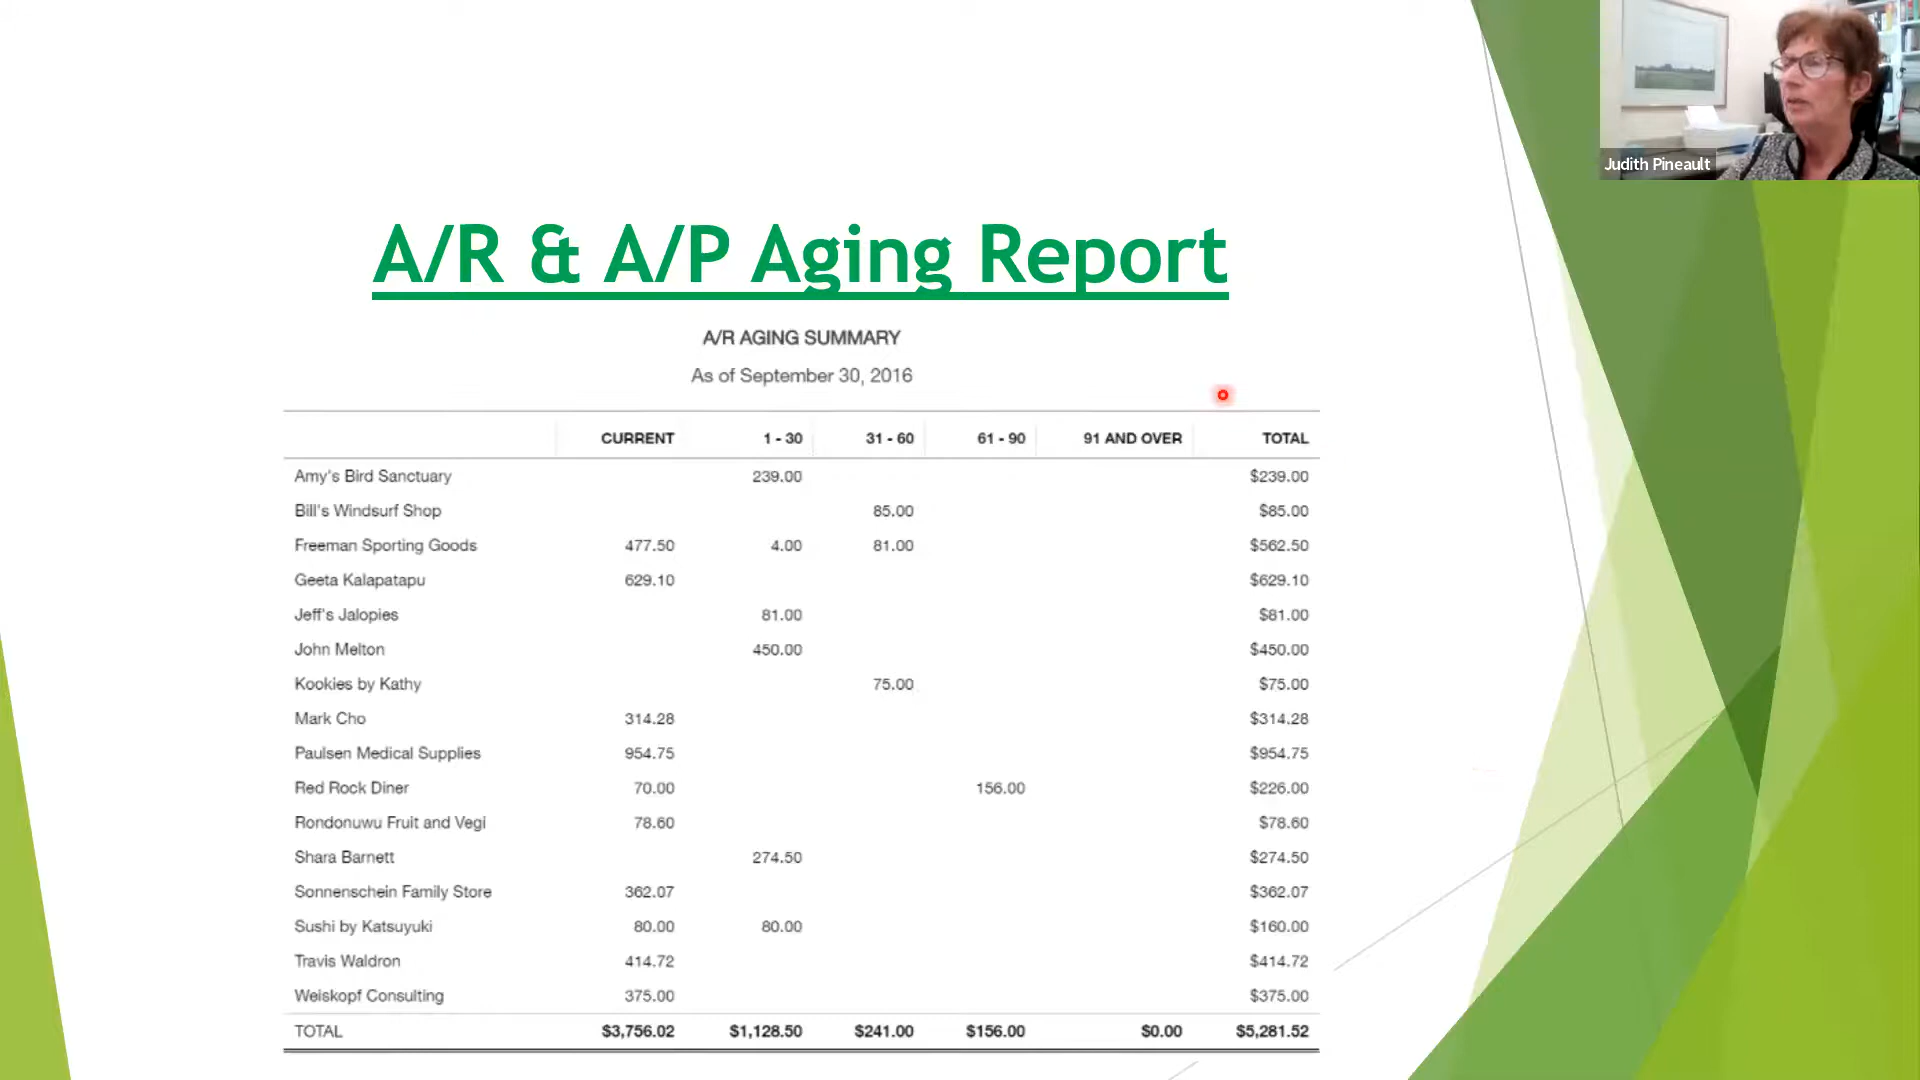 Judith Pineault
A/R & A/P Aging Report
A/R AGING SUMMARY
As of September 30, 2016
CURRENT 1 - 30 31 - 60 61 - 90 91 AND OVER TOTAL
Amy's Bird Sanctuary 239.00 $239.00
Bill's Windsurf Shop 85.00 $85.00
Freeman Sporting Goods 477.50 4.00 81.00 $562.50
Geeta Kalapatapu 629.10 $629.10
Jeff's Jalopies 81.00 $81.00
John Melton 450.00 $450.00
Kookies by Kathy 75.00 $75.00
Mark Cho 314.28 $314.28
Paulsen Medical Supplies 954.75 $954.75
Red Rock Diner 70.00 156.00 $226.00
Rondonuwu Fruit and Vegi 78.60 $78.60
Shara Barnett 274.50 $274.50
Sonnenschein Family Store 362.07 $362.07
Sushi by Katsuyuki 80.00 80.00 $160.00
Travis Waldron 414.72 $414.72
Weiskopf Consulting 375.00 $375.00
TOTAL $3,756.02 $1,128.50 $241.00 $156.00 $0.00 $5,281.52